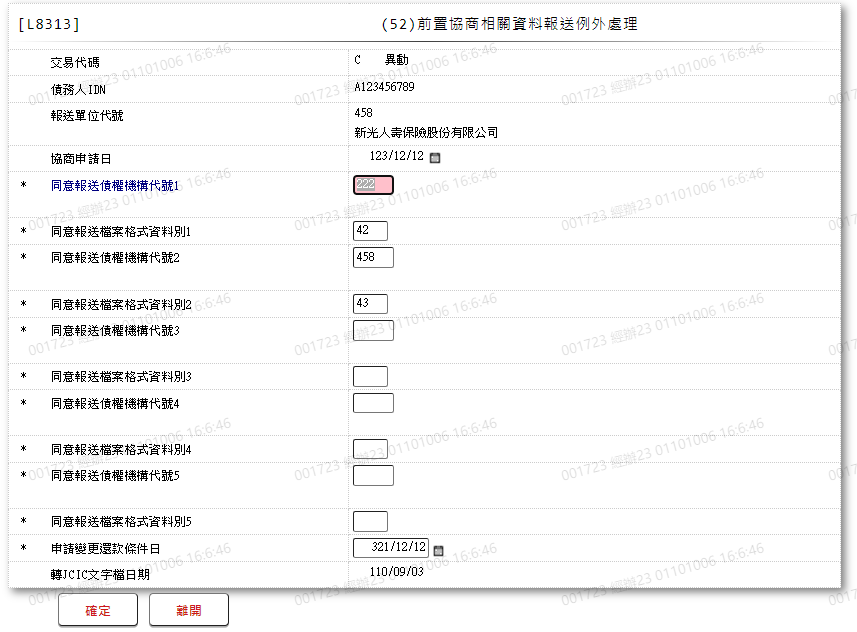 [L8313] (52)前置協商相關資料報送例外處理
交易代碼 C 異動
債務人IDN A123456789
報送單位代號 458
新光人壽保險股份有限公司
協商申請日 123/12/12
* 同意報送債權機構代號1 222
* 同意報送檔案格式資料別1 42
* 同意報送債權機構代號2 458
* 同意報送檔案格式資料別2 43
* 同意報送債權機構代號3
* 同意報送檔案格式資料別3
* 同意報送債權機構代號4
* 同意報送檔案格式資料別4
* 同意報送債權機構代號5
* 同意報送檔案格式資料別5
* 申請變更還款條件日 321/12/12
轉JCIC文字檔日期 110/09/03
確定 離開
001723 經辦23 01101006 16:6:46